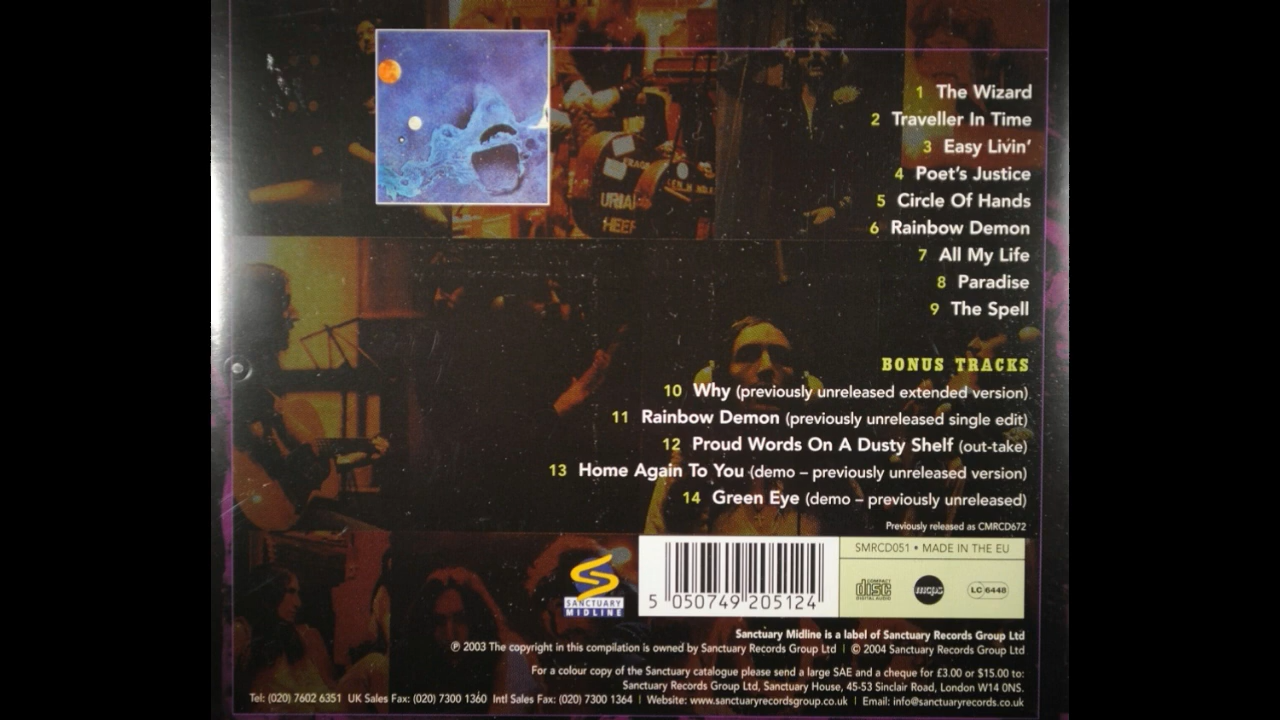 1 The Wizard
2 Traveller In Time
3 Easy Livin'
4 Poet's Justice
5 Circle Of Hands
6 Rainbow Demon
7 All My Life
8 Paradise
9 The Spell
URIAH
HEEP
BONUS TRACKS
10 Why (previously unreleased extended version)
11 Rainbow Demon (previously unreleased single edit)
12 Proud Words On A Dusty Shelf (out-take)
13 Home Again To You (demo – previously unreleased version)
14 Green Eye (demo – previously unreleased)
Previously released as CMRCD672
SMRCD051 • MADE IN THE EU
COMPACT
disc
DIGITAL AUDIO
mcps
LC 6448
5 050749 205124
SANCTUARY
MIDLINE
Sanctuary Midline is a label of Sanctuary Records Group Ltd
℗ 2003 The copyright in this compilation is owned by Sanctuary Records Group Ltd | © 2004 Sanctuary Records Group Ltd
For a colour copy of the Sanctuary catalogue please send a large SAE and a cheque for £3.00 or $15.00 to:
Sanctuary Records Group Ltd, Sanctuary House, 45-53 Sinclair Road, London W14 0NS.
Tel: (020) 7602 6351 UK Sales Fax: (020) 7300 1360 Intl Sales Fax: (020) 7300 1364 | Website: www.sanctuaryrecordsgroup.co.uk | Email: info@sanctuaryrecords.co.uk